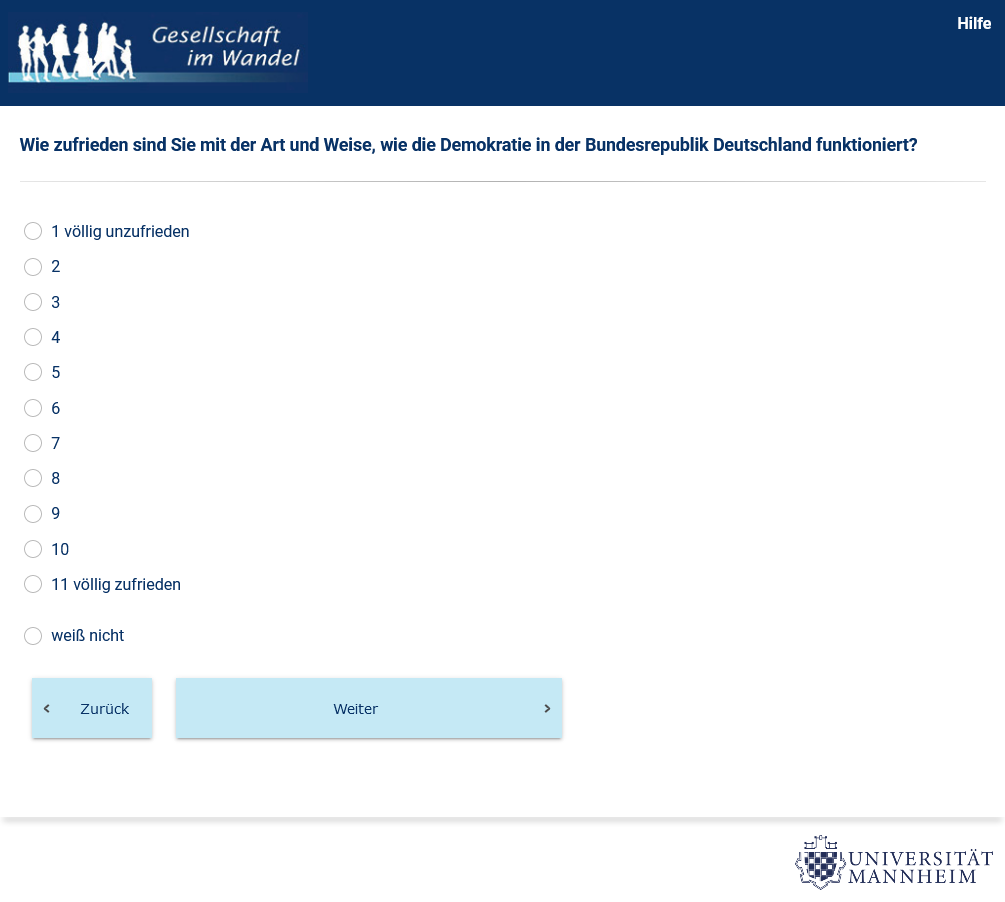 Gesellschaft
im Wandel
Hilfe
Wie zufrieden sind Sie mit der Art und Weise, wie die Demokratie in der Bundesrepublik Deutschland funktioniert?
1 völlig unzufrieden
2
3
4
5
6
7
8
9
10
11 völlig zufrieden
weiß nicht
Zurück
Weiter
UNIVERSITÄT
MANNHEIM